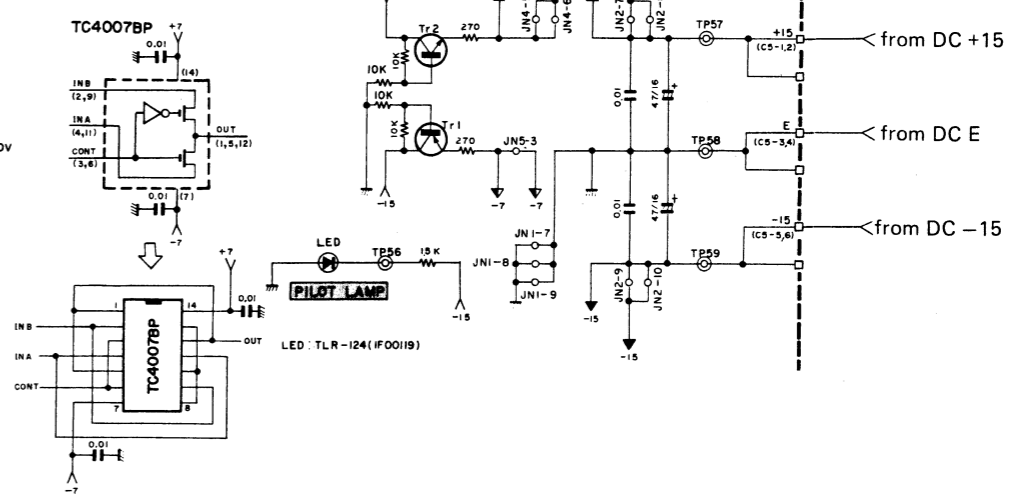 TC4007BP
+7
0.01
(14)
INB
(2,9)
INA
(4,11)
CONT
(3,6)
OUT
(1,5,12)
0.01
(7)
-7
+7
0.01
1
14
INB
INA
CONT
OUT
TC4007BP
7
8
0.01
-7
Tr2
270
10K
10K
10K
10K
Tr1
270
JN5-3
-15
-7
-7
LED
TP56
1.5K
PILOT LAMP
-15
LED : TLR-124(IF00119)
TP57
+15
(C5-1,2)
from DC +15
0.01
47/16
+
E
(C5-3,4)
from DC E
TP58
0.01
47/16
+
-15
(C5-5,6)
from DC −15
TP59
JN1-7
JN1-8
JN1-9
JN2-9
JN2-10
-15
-15